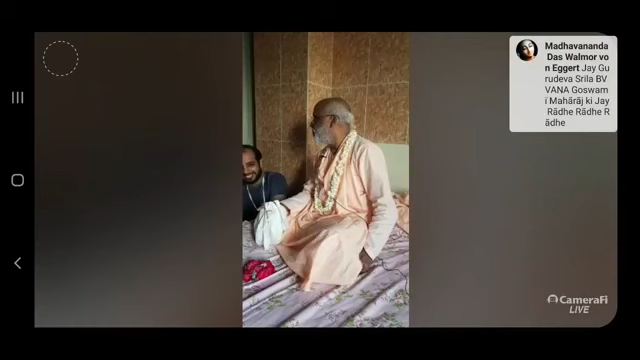 Madhavananda
Das Walmor vo
n Eggert Jay Gu
rudeva Srila BV
VANA Goswam
ī Mahārāj ki Jay
Rādhe Rādhe R
ādhe
CameraFi
LIVE